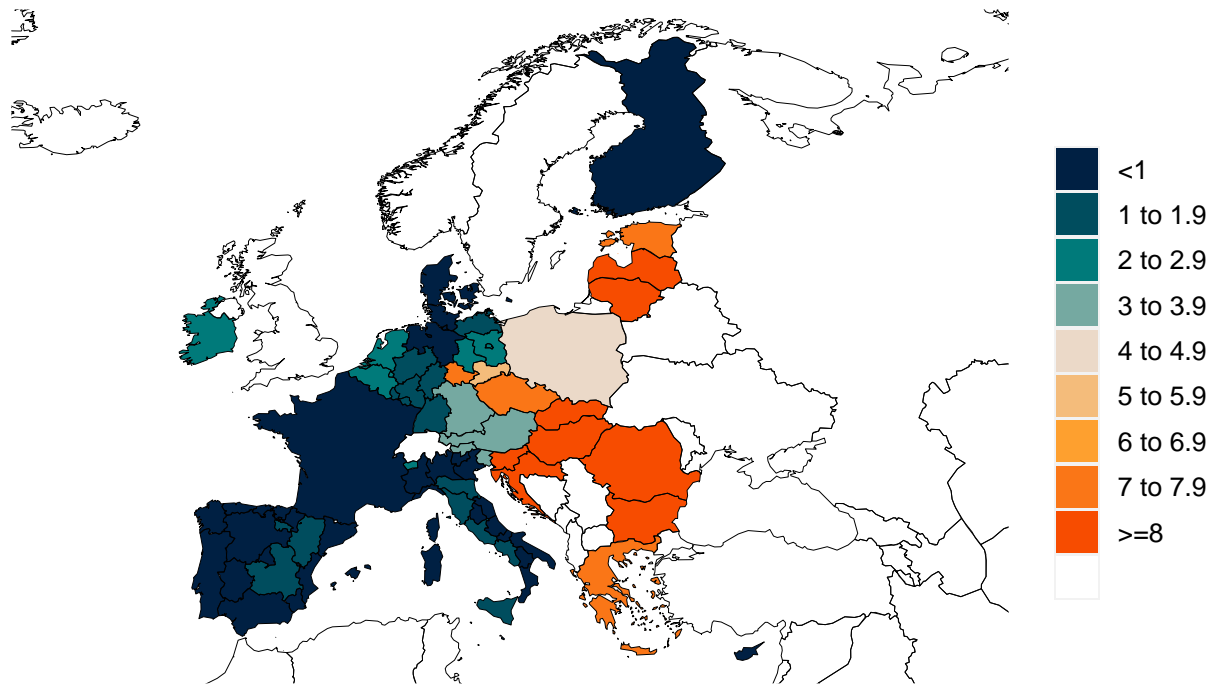 <1
1 to 1.9
2 to 2.9
3 to 3.9
4 to 4.9
5 to 5.9
6 to 6.9
7 to 7.9
>=8